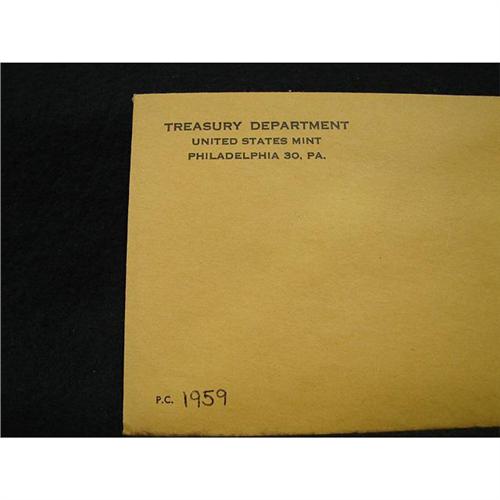 TREASURY DEPARTMENT
UNITED STATES MINT
PHILADELPHIA 30, PA.
P.C. 1959